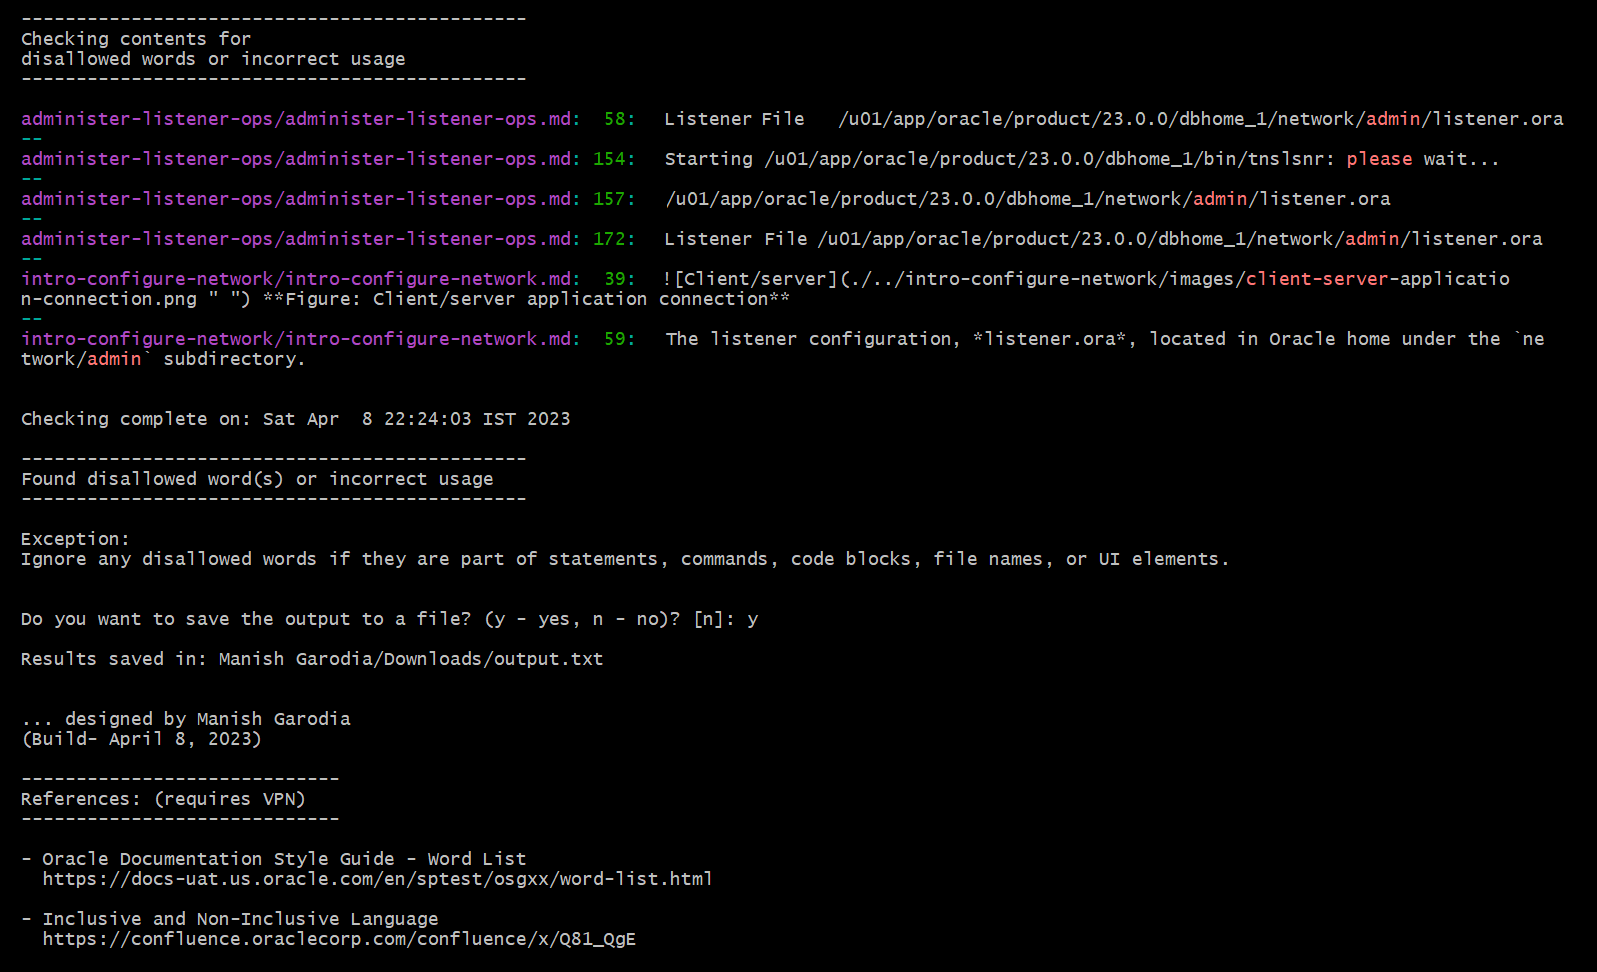 ----------------------------------------------
Checking contents for
disallowed words or incorrect usage
----------------------------------------------
administer-listener-ops/administer-listener-ops.md:  58:   Listener File   /u01/app/oracle/product/23.0.0/dbhome_1/network/admin/listener.ora
--
administer-listener-ops/administer-listener-ops.md: 154:   Starting /u01/app/oracle/product/23.0.0/dbhome_1/bin/tnslsnr: please wait...
--
administer-listener-ops/administer-listener-ops.md: 157:   /u01/app/oracle/product/23.0.0/dbhome_1/network/admin/listener.ora
--
administer-listener-ops/administer-listener-ops.md: 172:   Listener File /u01/app/oracle/product/23.0.0/dbhome_1/network/admin/listener.ora
--
intro-configure-network/intro-configure-network.md:  39:   ![Client/server](./../intro-configure-network/images/client-server-applicatio
n-connection.png " ") **Figure: Client/server application connection**
--
intro-configure-network/intro-configure-network.md:  59:   The listener configuration, *listener.ora*, located in Oracle home under the `ne
twork/admin` subdirectory.
Checking complete on: Sat Apr  8 22:24:03 IST 2023
----------------------------------------------
Found disallowed word(s) or incorrect usage
----------------------------------------------
Exception:
Ignore any disallowed words if they are part of statements, commands, code blocks, file names, or UI elements.
Do you want to save the output to a file? (y - yes, n - no)? [n]: y
Results saved in: Manish Garodia/Downloads/output.txt
... designed by Manish Garodia
(Build- April 8, 2023)
-----------------------------
References: (requires VPN)
-----------------------------
- Oracle Documentation Style Guide - Word List
https://docs-uat.us.oracle.com/en/sptest/osgxx/word-list.html
- Inclusive and Non-Inclusive Language
https://confluence.oraclecorp.com/confluence/x/Q81_QgE